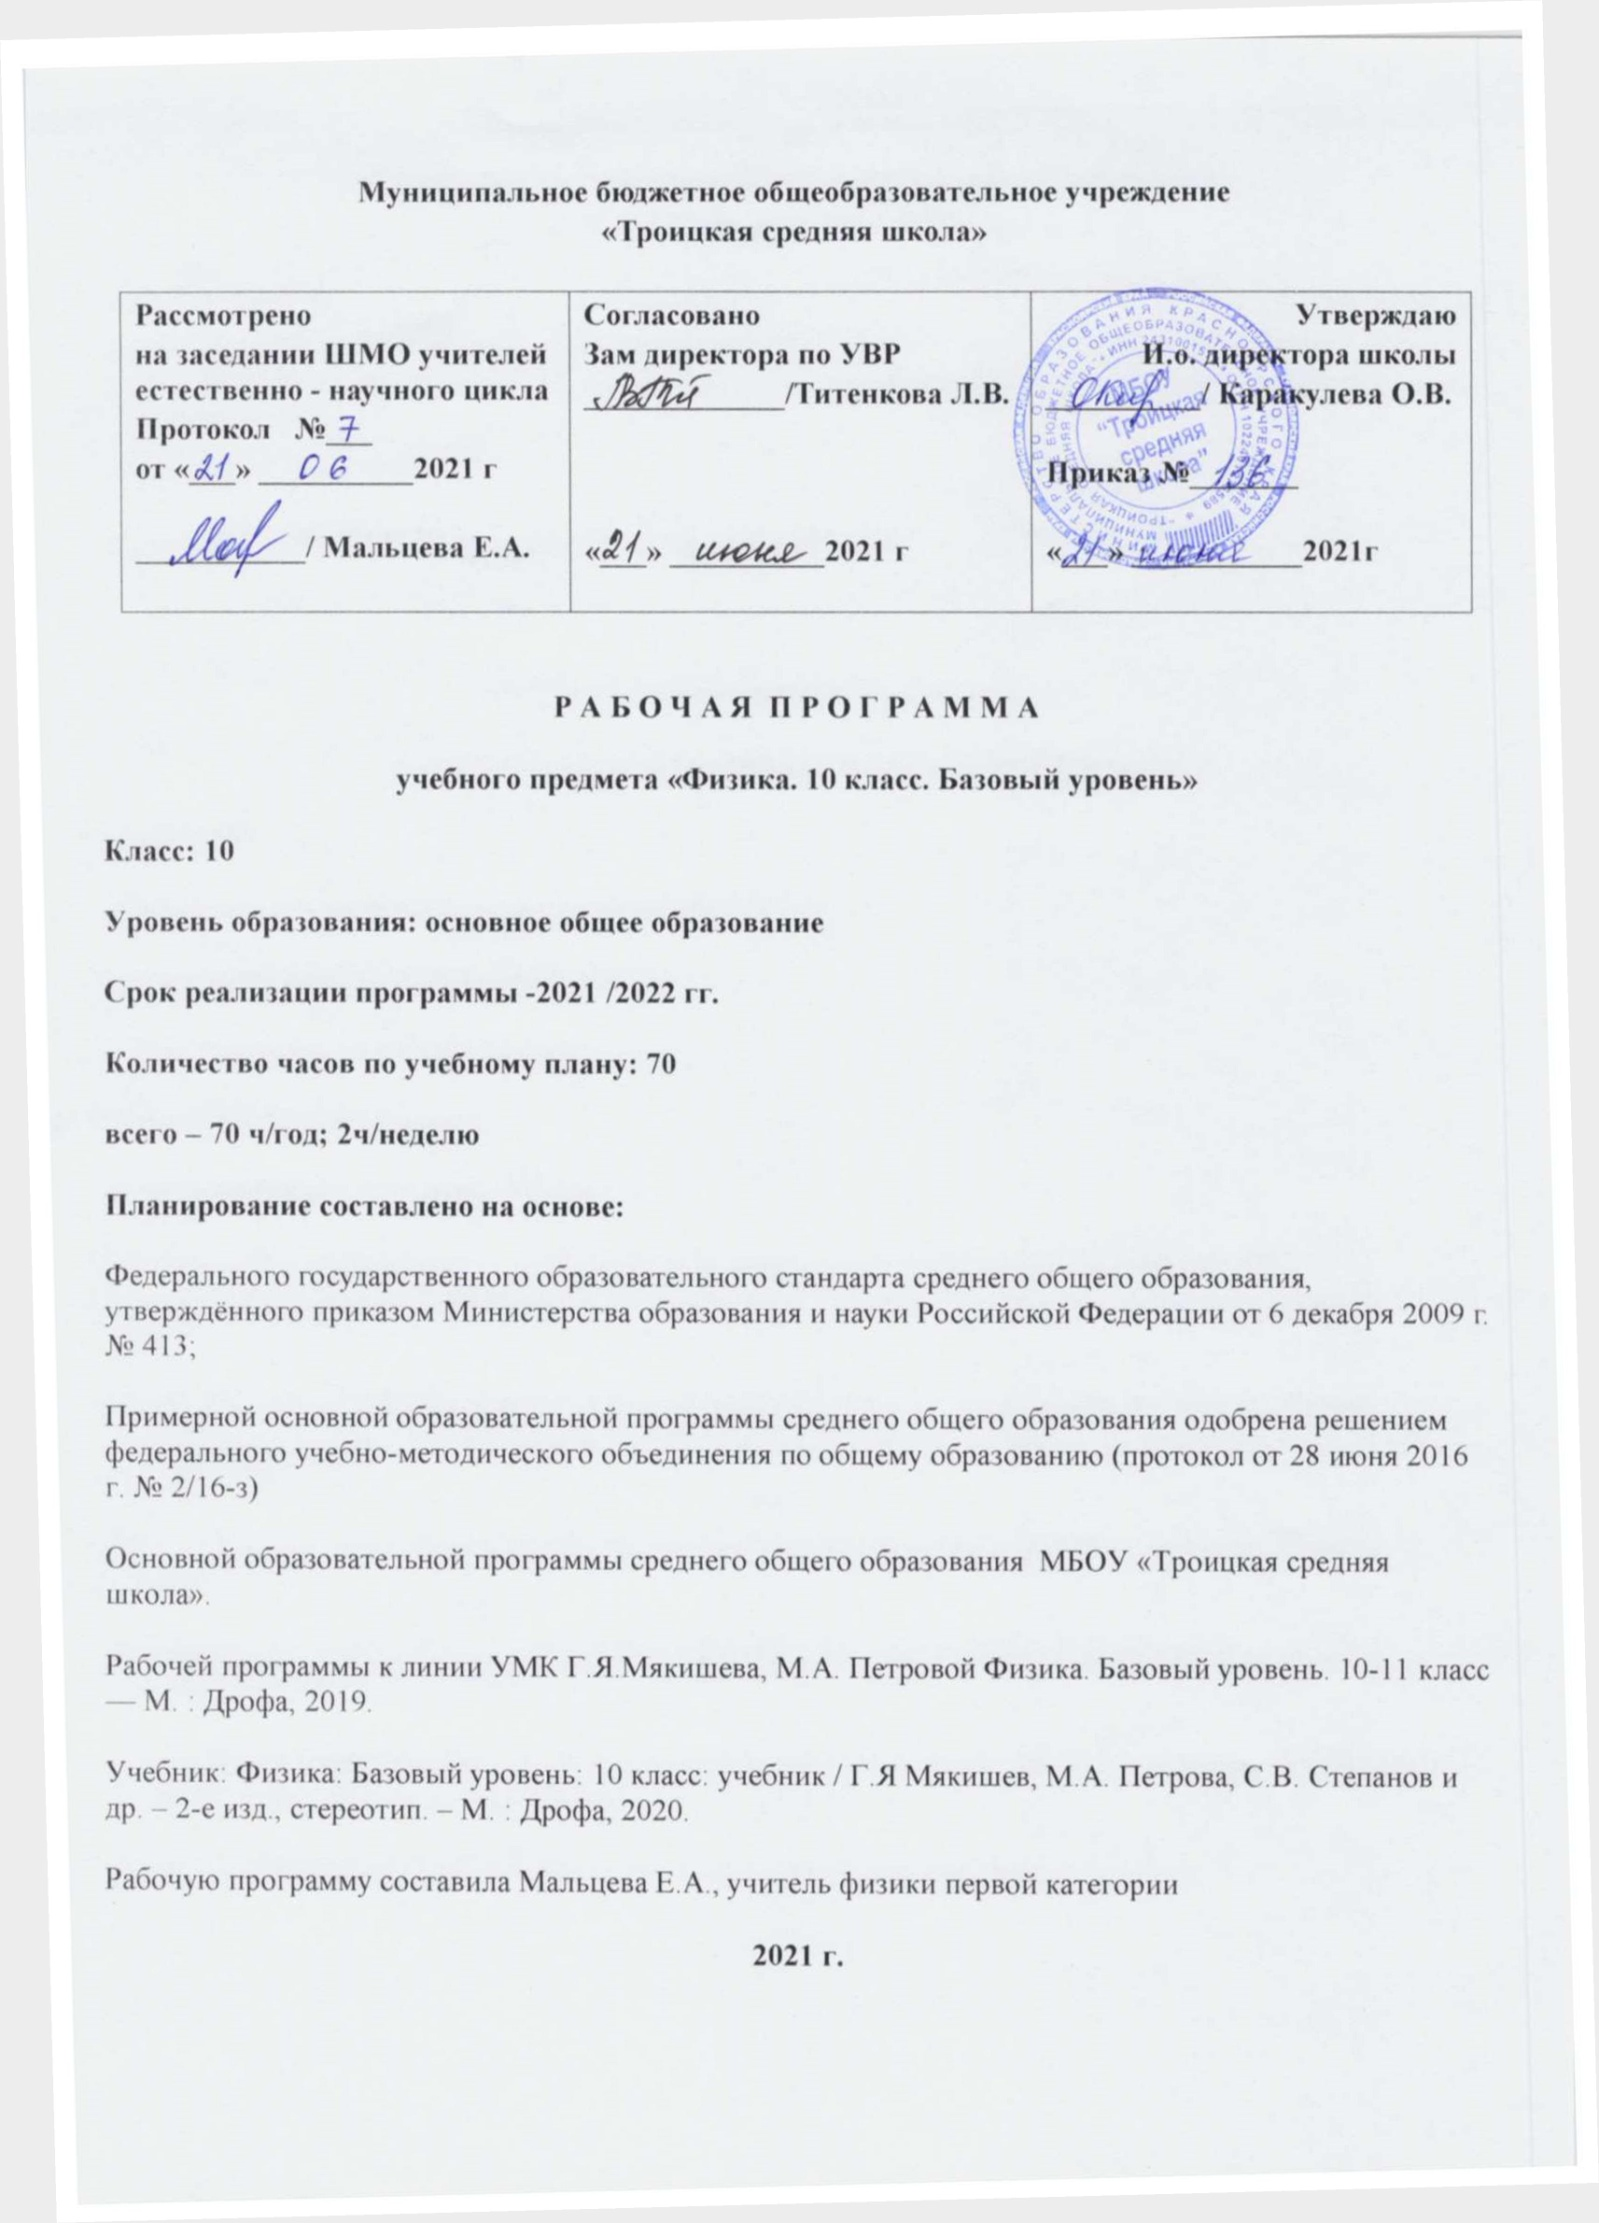 Муниципальное бюджетное общеобразовательное учреждение
«Троицкая средняя школа»
Рассмотрено
на заседании ШМО учителей
естественно - научного цикла
Протокол № 7
от «21» 06 2021 г
/ Мальцева Е.А.
Согласовано
Зам директора по УВР
/Титенкова Л.В.
«21» июня 2021 г
Утверждаю
И.о. директора школы
/ Каракулева О.В.
Приказ № 136
«21» июня 2021г
МБОУ
"Троицкая
средняя
школа"
Р А Б О Ч А Я П Р О Г Р А М М А
учебного предмета «Физика. 10 класс. Базовый уровень»
Класс: 10
Уровень образования: основное общее образование
Срок реализации программы -2021 /2022 гг.
Количество часов по учебному плану: 70
всего – 70 ч/год; 2ч/неделю
Планирование составлено на основе:
Федерального государственного образовательного стандарта среднего общего образования,
утверждённого приказом Министерства образования и науки Российской Федерации от 6 декабря 2009 г.
№ 413;
Примерной основной образовательной программы среднего общего образования одобрена решением
федерального учебно-методического объединения по общему образованию (протокол от 28 июня 2016
г. № 2/16-з)
Основной образовательной программы среднего общего образования МБОУ «Троицкая средняя
школа».
Рабочей программы к линии УМК Г.Я.Мякишева, М.А. Петровой Физика. Базовый уровень. 10-11 класс
— М. : Дрофа, 2019.
Учебник: Физика: Базовый уровень: 10 класс: учебник / Г.Я Мякишев, М.А. Петрова, С.В. Степанов и
др. – 2-е изд., стереотип. – М. : Дрофа, 2020.
Рабочую программу составила Мальцева Е.А., учитель физики первой категории
2021 г.